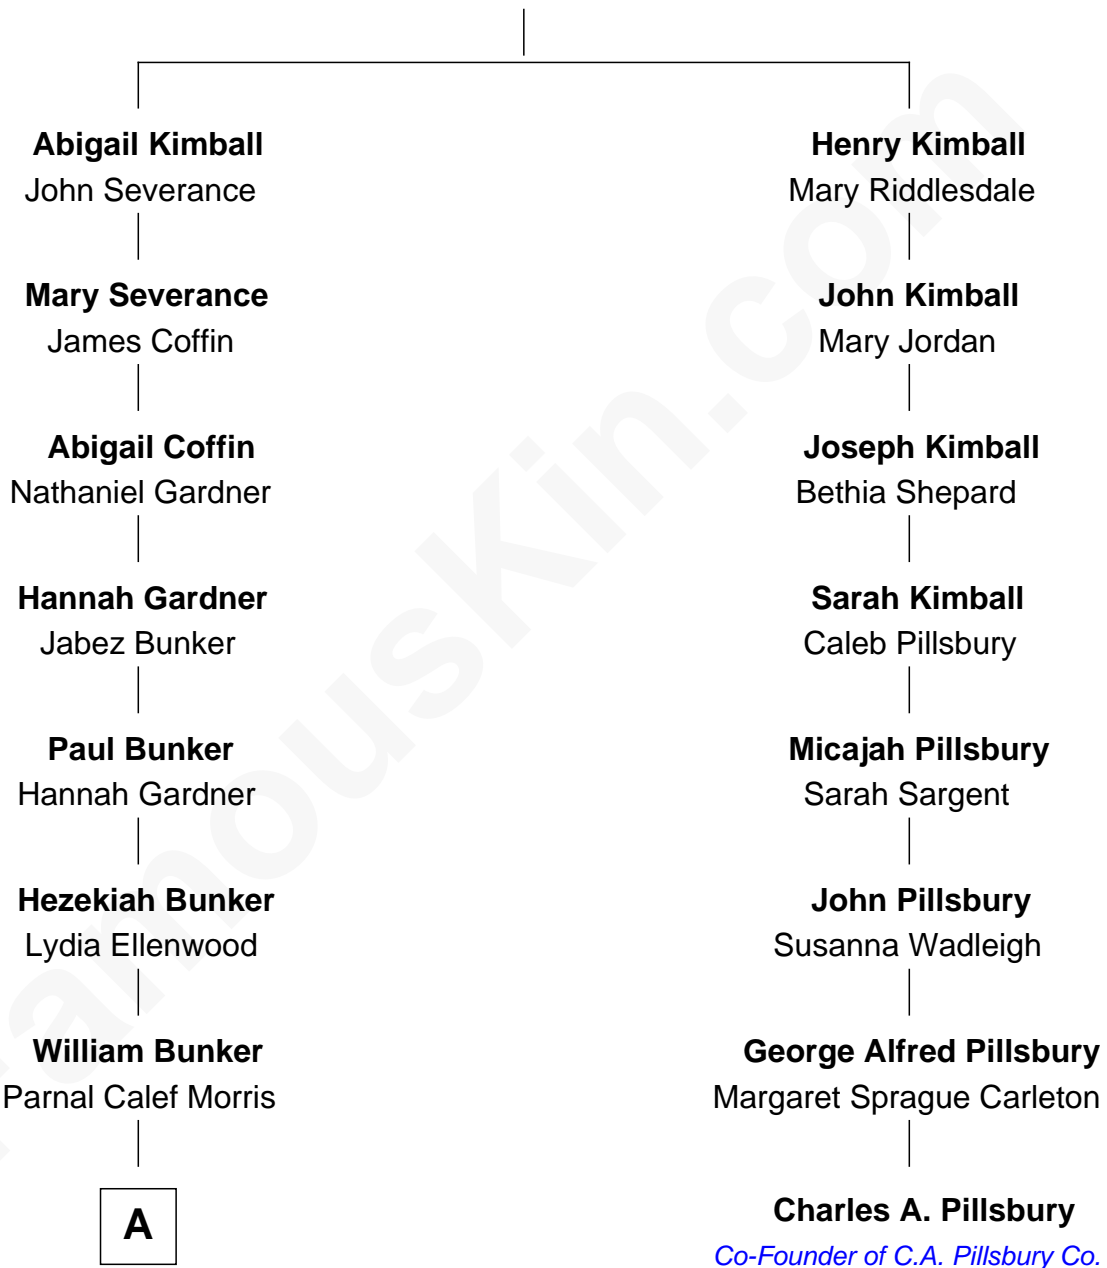 Abigail Kimball
John Severance
Henry Kimball
Mary Riddlesdale
Mary Severance
James Coffin
John Kimball
Mary Jordan
Abigail Coffin
Nathaniel Gardner
Joseph Kimball
Bethia Shepard
Hannah Gardner
Jabez Bunker
Sarah Kimball
Caleb Pillsbury
Paul Bunker
Hannah Gardner
Micajah Pillsbury
Sarah Sargent
Hezekiah Bunker
Lydia Ellenwood
John Pillsbury
Susanna Wadleigh
William Bunker
Parnal Calef Morris
George Alfred Pillsbury
Margaret Sprague Carleton
A
Charles A. Pillsbury
Co-Founder of C.A. Pillsbury Co.
FamousKin.com